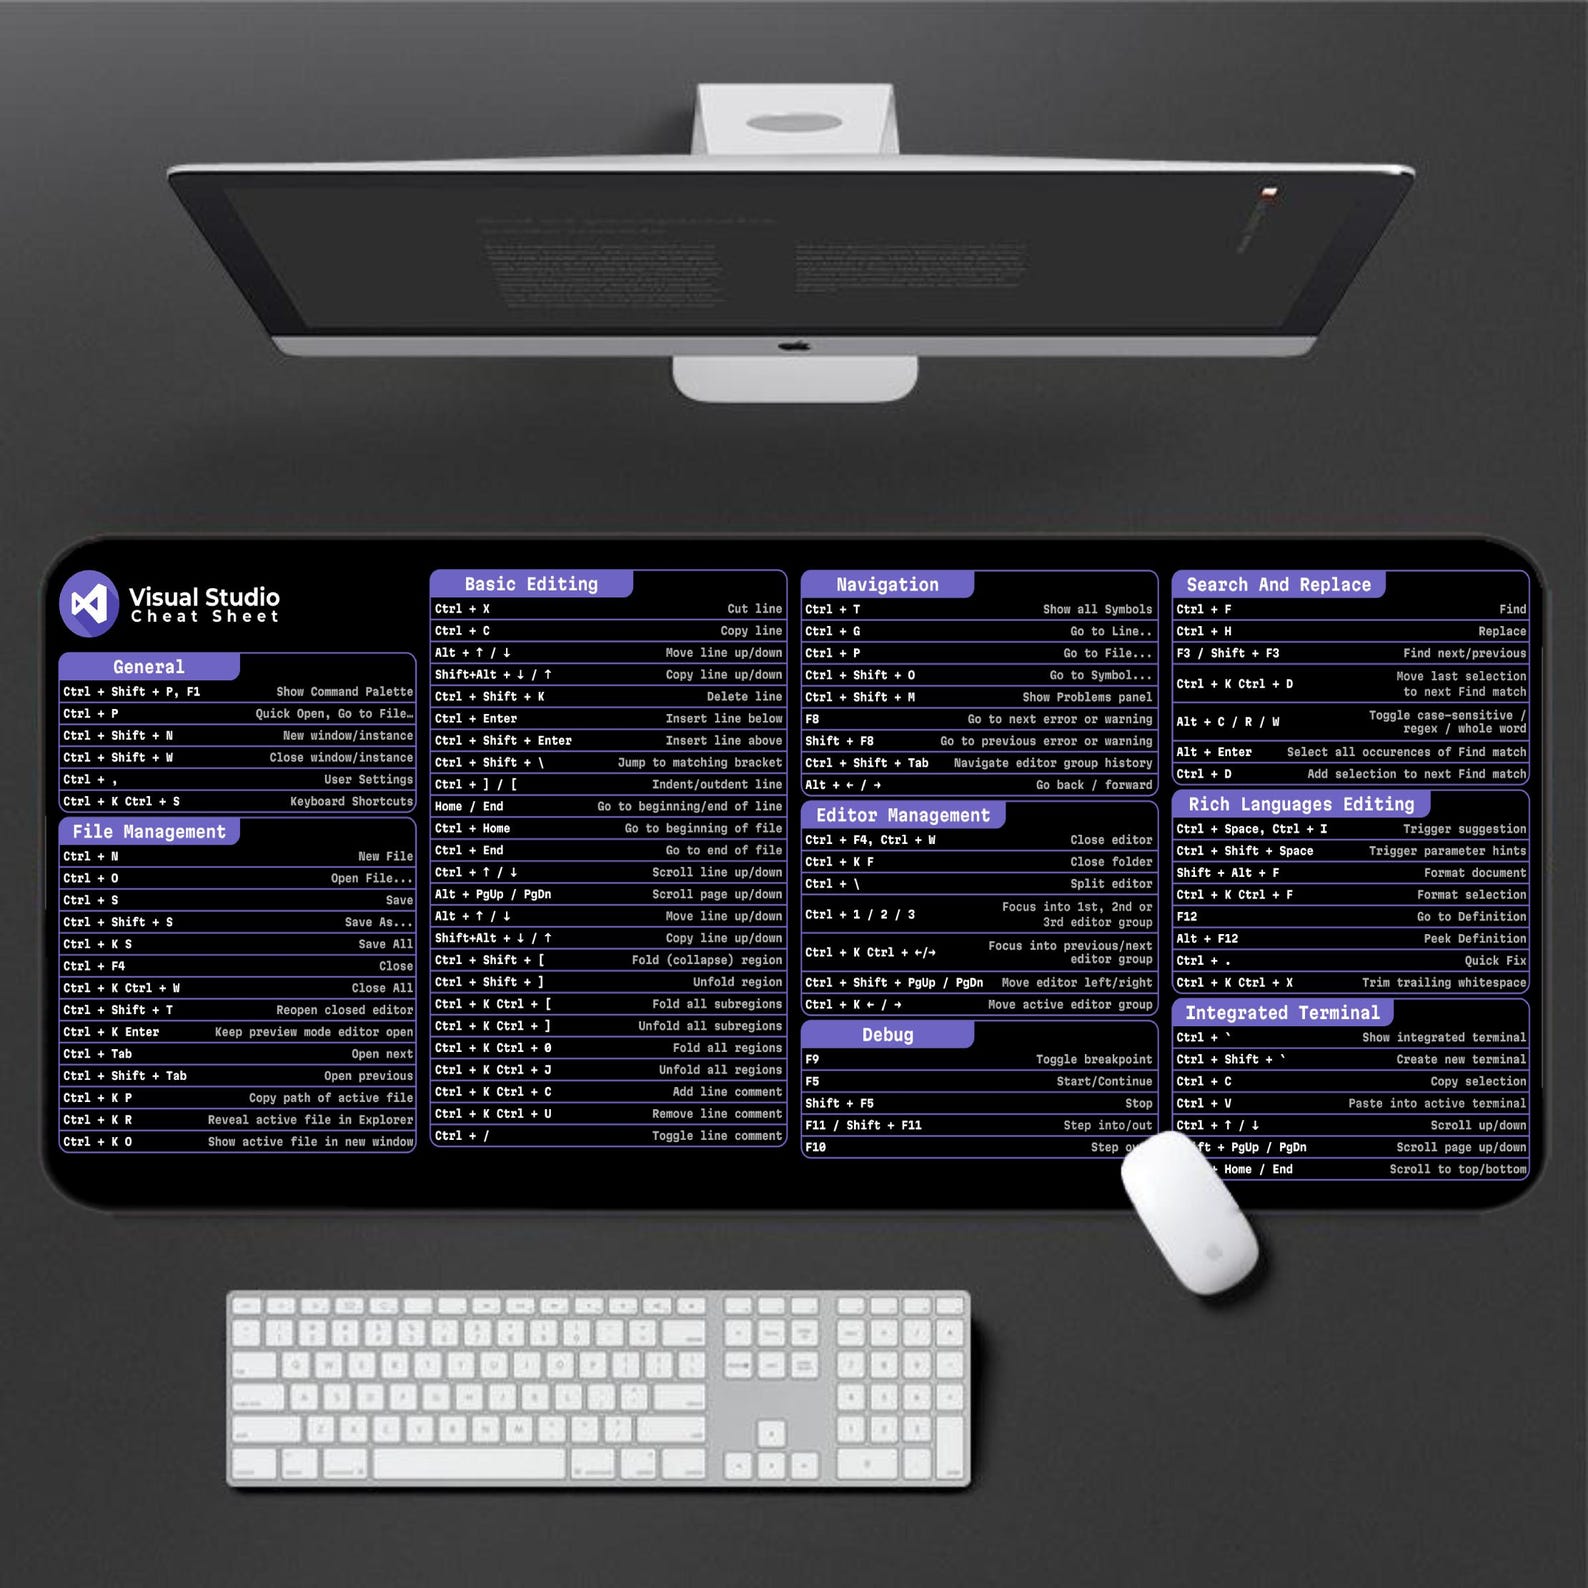 Visual Studio
Cheat Sheet
General
Ctrl + Shift + P, F1 Show Command Palette
Ctrl + P Quick Open, Go to File…
Ctrl + Shift + N New window/instance
Ctrl + Shift + W Close window/instance
Ctrl + , User Settings
Ctrl + K Ctrl + S Keyboard Shortcuts
File Management
Ctrl + N New File
Ctrl + O Open File...
Ctrl + S Save
Ctrl + Shift + S Save As...
Ctrl + K S Save All
Ctrl + F4 Close
Ctrl + K Ctrl + W Close All
Ctrl + Shift + T Reopen closed editor
Ctrl + K Enter Keep preview mode editor open
Ctrl + Tab Open next
Ctrl + Shift + Tab Open previous
Ctrl + K P Copy path of active file
Ctrl + K R Reveal active file in Explorer
Ctrl + K O Show active file in new window
Basic Editing
Ctrl + X Cut line
Ctrl + C Copy line
Alt + ↑ / ↓ Move line up/down
Shift+Alt + ↓ / ↑ Copy line up/down
Ctrl + Shift + K Delete line
Ctrl + Enter Insert line below
Ctrl + Shift + Enter Insert line above
Ctrl + Shift + \ Jump to matching bracket
Ctrl + ] / [ Indent/outdent line
Home / End Go to beginning/end of line
Ctrl + Home Go to beginning of file
Ctrl + End Go to end of file
Ctrl + ↑ / ↓ Scroll line up/down
Alt + PgUp / PgDn Scroll page up/down
Alt + ↑ / ↓ Move line up/down
Shift+Alt + ↓ / ↑ Copy line up/down
Ctrl + Shift + [ Fold (collapse) region
Ctrl + Shift + ] Unfold region
Ctrl + K Ctrl + [ Fold all subregions
Ctrl + K Ctrl + ] Unfold all subregions
Ctrl + K Ctrl + 0 Fold all regions
Ctrl + K Ctrl + J Unfold all regions
Ctrl + K Ctrl + C Add line comment
Ctrl + K Ctrl + U Remove line comment
Ctrl + / Toggle line comment
Navigation
Ctrl + T Show all Symbols
Ctrl + G Go to Line..
Ctrl + P Go to File...
Ctrl + Shift + O Go to Symbol...
Ctrl + Shift + M Show Problems panel
F8 Go to next error or warning
Shift + F8 Go to previous error or warning
Ctrl + Shift + Tab Navigate editor group history
Alt + ← / → Go back / forward
Editor Management
Ctrl + F4, Ctrl + W Close editor
Ctrl + K F Close folder
Ctrl + \ Split editor
Ctrl + 1 / 2 / 3 Focus into 1st, 2nd or
3rd editor group
Ctrl + K Ctrl + ←/→ Focus into previous/next
editor group
Ctrl + Shift + PgUp / PgDn Move editor left/right
Ctrl + K ← / → Move active editor group
Debug
F9 Toggle breakpoint
F5 Start/Continue
Shift + F5 Stop
F11 / Shift + F11 Step into/out
F10 Step
Search And Replace
Ctrl + F Find
Ctrl + H Replace
F3 / Shift + F3 Find next/previous
Ctrl + K Ctrl + D Move last selection
to next Find match
Alt + C / R / W Toggle case-sensitive /
regex / whole word
Alt + Enter Select all occurences of Find match
Ctrl + D Add selection to next Find match
Rich Languages Editing
Ctrl + Space, Ctrl + I Trigger suggestion
Ctrl + Shift + Space Trigger parameter hints
Shift + Alt + F Format document
Ctrl + K Ctrl + F Format selection
F12 Go to Definition
Alt + F12 Peek Definition
Ctrl + . Quick Fix
Ctrl + K Ctrl + X Trim trailing whitespace
Integrated Terminal
Ctrl + ` Show integrated terminal
Ctrl + Shift + ` Create new terminal
Ctrl + C Copy selection
Ctrl + V Paste into active terminal
Ctrl + ↑ / ↓ Scroll up/down
+ PgUp / PgDn Scroll page up/down
Home / End Scroll to top/bottom